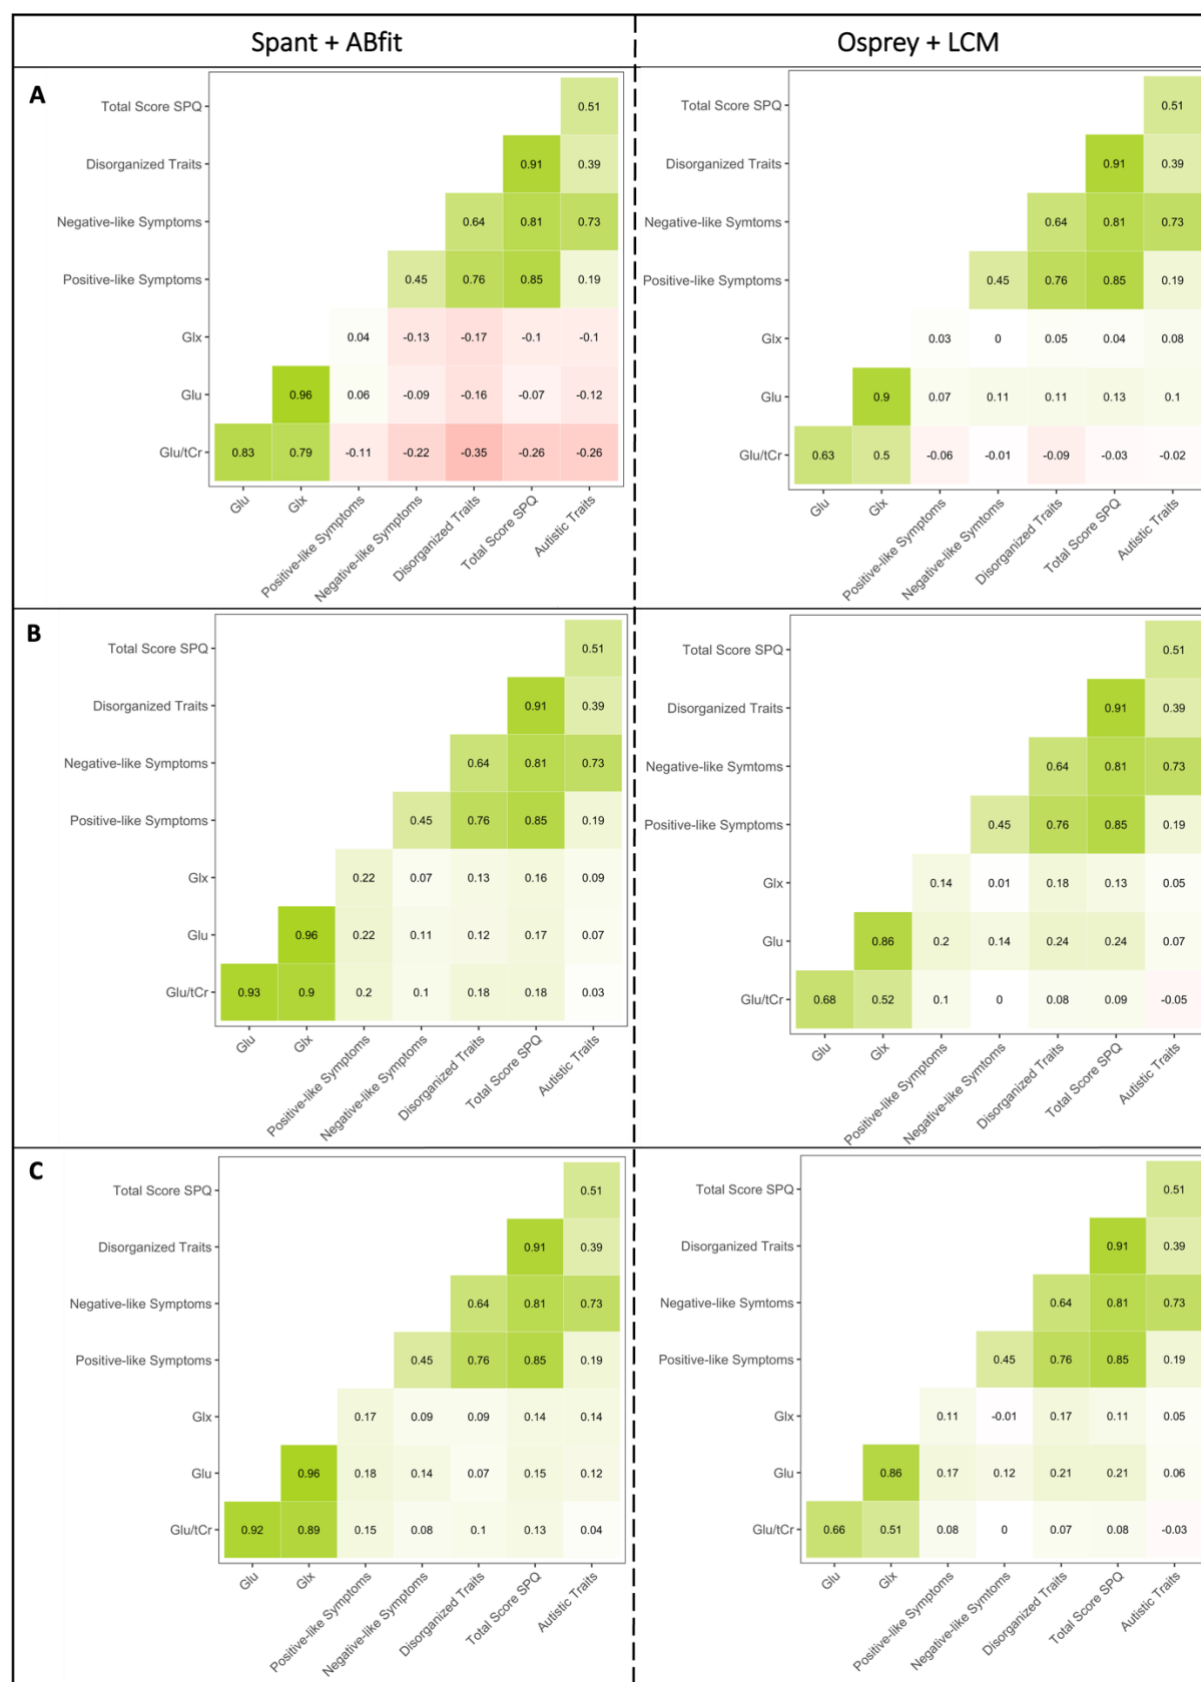 Spant + ABfit
Osprey + LCM
A
Total Score SPQ 0.51
Disorganized Traits 0.91 0.39
Negative-like Symptoms 0.64 0.81 0.73
Positive-like Symptoms 0.45 0.76 0.85 0.19
Glx 0.04 -0.13 -0.17 -0.1 -0.1
Glu 0.96 0.06 -0.09 -0.16 -0.07 -0.12
Glu/tCr 0.83 0.79 -0.11 -0.22 -0.35 -0.26 -0.26
Glu Glx Positive-like Symptoms Negative-like Symptoms Disorganized Traits Total Score SPQ Autistic Traits
Total Score SPQ 0.51
Disorganized Traits 0.91 0.39
Negative-like Symtoms 0.64 0.81 0.73
Positive-like Symptoms 0.45 0.76 0.85 0.19
Glx 0.03 0 0.05 0.04 0.08
Glu 0.9 0.07 0.11 0.11 0.13 0.1
Glu/tCr 0.63 0.5 -0.06 -0.01 -0.09 -0.03 -0.02
Glu Glx Positive-like Symptoms Negative-like Symtoms Disorganized Traits Total Score SPQ Autistic Traits
B
Total Score SPQ 0.51
Disorganized Traits 0.91 0.39
Negative-like Symptoms 0.64 0.81 0.73
Positive-like Symptoms 0.45 0.76 0.85 0.19
Glx 0.22 0.07 0.13 0.16 0.09
Glu 0.96 0.22 0.11 0.12 0.17 0.07
Glu/tCr 0.93 0.9 0.2 0.1 0.18 0.18 0.03
Glu Glx Positive-like Symptoms Negative-like Symptoms Disorganized Traits Total Score SPQ Autistic Traits
Total Score SPQ 0.51
Disorganized Traits 0.91 0.39
Negative-like Symtoms 0.64 0.81 0.73
Positive-like Symptoms 0.45 0.76 0.85 0.19
Glx 0.14 0.01 0.18 0.13 0.05
Glu 0.86 0.2 0.14 0.24 0.24 0.07
Glu/tCr 0.68 0.52 0.1 0 0.08 0.09 -0.05
Glu Glx Positive-like Symptoms Negative-like Symtoms Disorganized Traits Total Score SPQ Autistic Traits
C
Total Score SPQ 0.51
Disorganized Traits 0.91 0.39
Negative-like Symptoms 0.64 0.81 0.73
Positive-like Symptoms 0.45 0.76 0.85 0.19
Glx 0.17 0.09 0.09 0.14 0.14
Glu 0.96 0.18 0.14 0.07 0.15 0.12
Glu/tCr 0.92 0.89 0.15 0.08 0.1 0.13 0.04
Glu Glx Positive-like Symptoms Negative-like Symptoms Disorganized Traits Total Score SPQ Autistic Traits
Total Score SPQ 0.51
Disorganized Traits 0.91 0.39
Negative-like Symtoms 0.64 0.81 0.73
Positive-like Symptoms 0.45 0.76 0.85 0.19
Glx 0.11 -0.01 0.17 0.11 0.05
Glu 0.86 0.17 0.12 0.21 0.21 0.06
Glu/tCr 0.66 0.51 0.08 0 0.07 0.08 -0.03
Glu Glx Positive-like Symptoms Negative-like Symtoms Disorganized Traits Total Score SPQ Autistic Traits